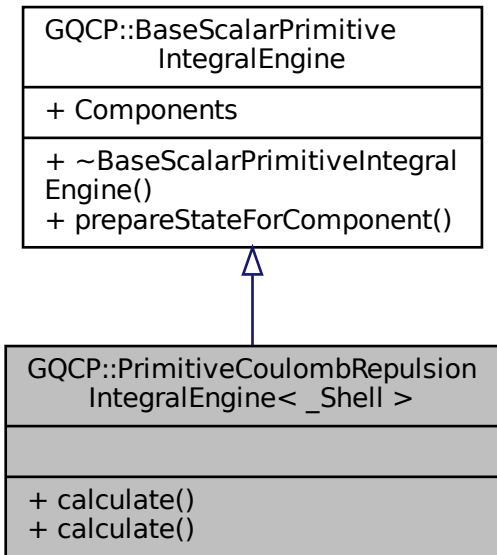 GQCP::BaseScalarPrimitive
IntegralEngine
+ Components
+ ~BaseScalarPrimitiveIntegral
Engine()
+ prepareStateForComponent()
GQCP::PrimitiveCoulombRepulsion
IntegralEngine< _Shell >
+ calculate()
+ calculate()